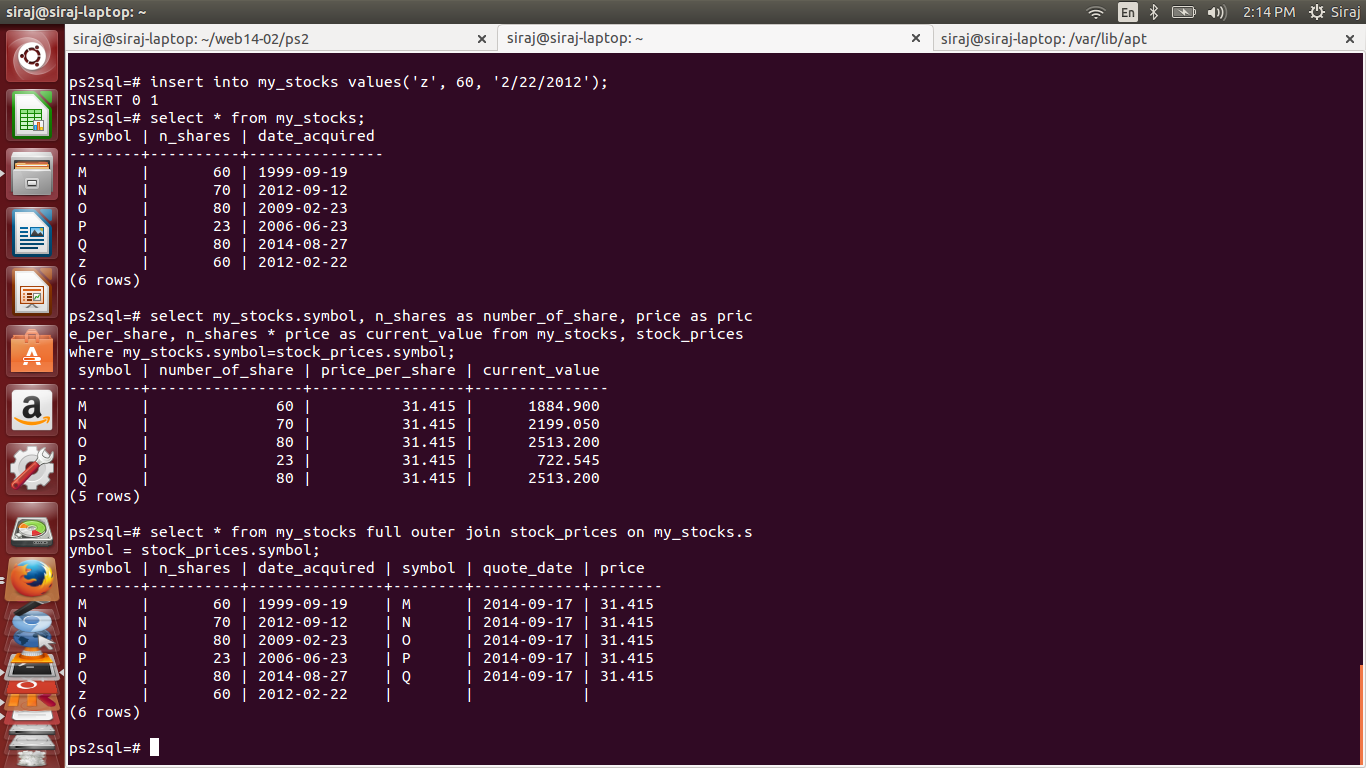 siraj@siraj-laptop: ~
En
2:14 PM
Siraj
siraj@siraj-laptop: ~/web14-02/ps2
siraj@siraj-laptop: ~
siraj@siraj-laptop: /var/lib/apt
ps2sql=# insert into my_stocks values('z', 60, '2/22/2012');
INSERT 0 1
ps2sql=# select * from my_stocks;
 symbol | n_shares | date_acquired
--------+----------+---------------
 M      |       60 | 1999-09-19
 N      |       70 | 2012-09-12
 O      |       80 | 2009-02-23
 P      |       23 | 2006-06-23
 Q      |       80 | 2014-08-27
 z      |       60 | 2012-02-22
(6 rows)

ps2sql=# select my_stocks.symbol, n_shares as number_of_share, price as pric
e_per_share, n_shares * price as current_value from my_stocks, stock_prices
where my_stocks.symbol=stock_prices.symbol;
 symbol | number_of_share | price_per_share | current_value
--------+-----------------+-----------------+---------------
 M      |              60 |          31.415 |      1884.900
 N      |              70 |          31.415 |      2199.050
 O      |              80 |          31.415 |      2513.200
 P      |              23 |          31.415 |       722.545
 Q      |              80 |          31.415 |      2513.200
(5 rows)

ps2sql=# select * from my_stocks full outer join stock_prices on my_stocks.s
ymbol = stock_prices.symbol;
 symbol | n_shares | date_acquired | symbol | quote_date | price
--------+----------+---------------+--------+------------+--------
 M      |       60 | 1999-09-19    | M      | 2014-09-17 | 31.415
 N      |       70 | 2012-09-12    | N      | 2014-09-17 | 31.415
 O      |       80 | 2009-02-23    | O      | 2014-09-17 | 31.415
 P      |       23 | 2006-06-23    | P      | 2014-09-17 | 31.415
 Q      |       80 | 2014-08-27    | Q      | 2014-09-17 | 31.415
 z      |       60 | 2012-02-22    |        |            |
(6 rows)

ps2sql=#